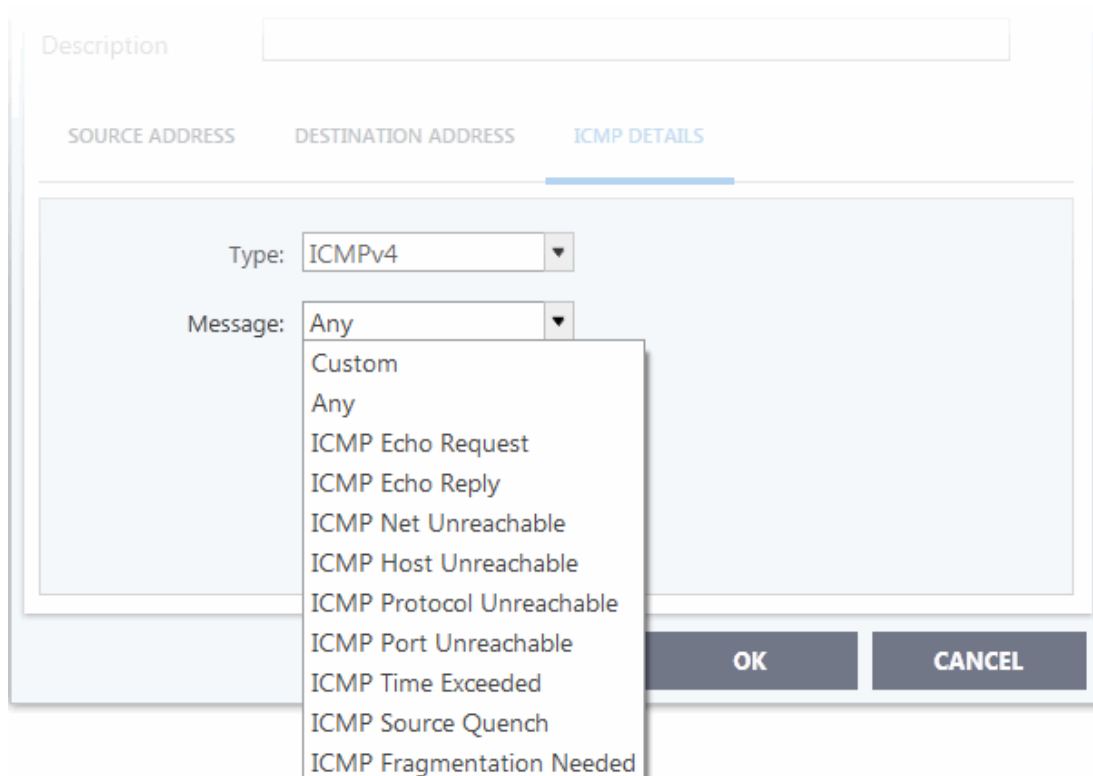 Description
SOURCE ADDRESS DESTINATION ADDRESS ICMP DETAILS
Type: ICMPv4
Message: Any
Custom
Any
ICMP Echo Request
ICMP Echo Reply
ICMP Net Unreachable
ICMP Host Unreachable
ICMP Protocol Unreachable
ICMP Port Unreachable
OK CANCEL
ICMP Time Exceeded
ICMP Source Quench
ICMP Fragmentation Needed